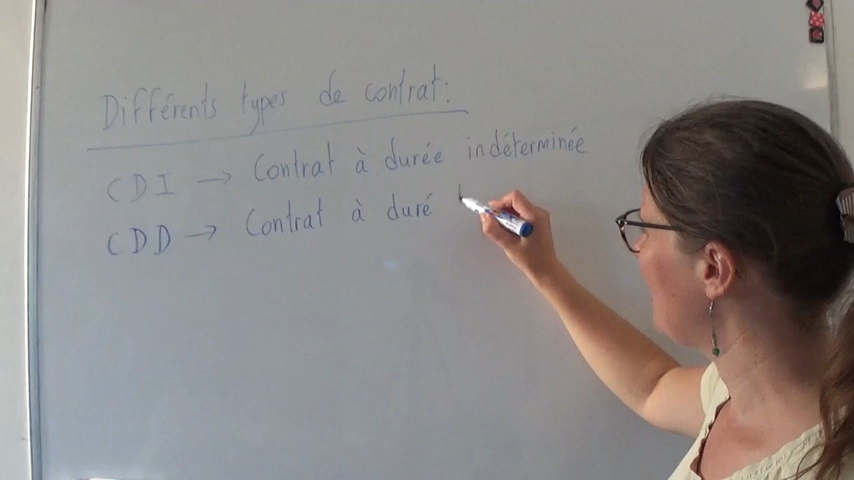 Différents types de contrat:
CDI → Contrat à durée indéterminée
CDD → Contrat à duré